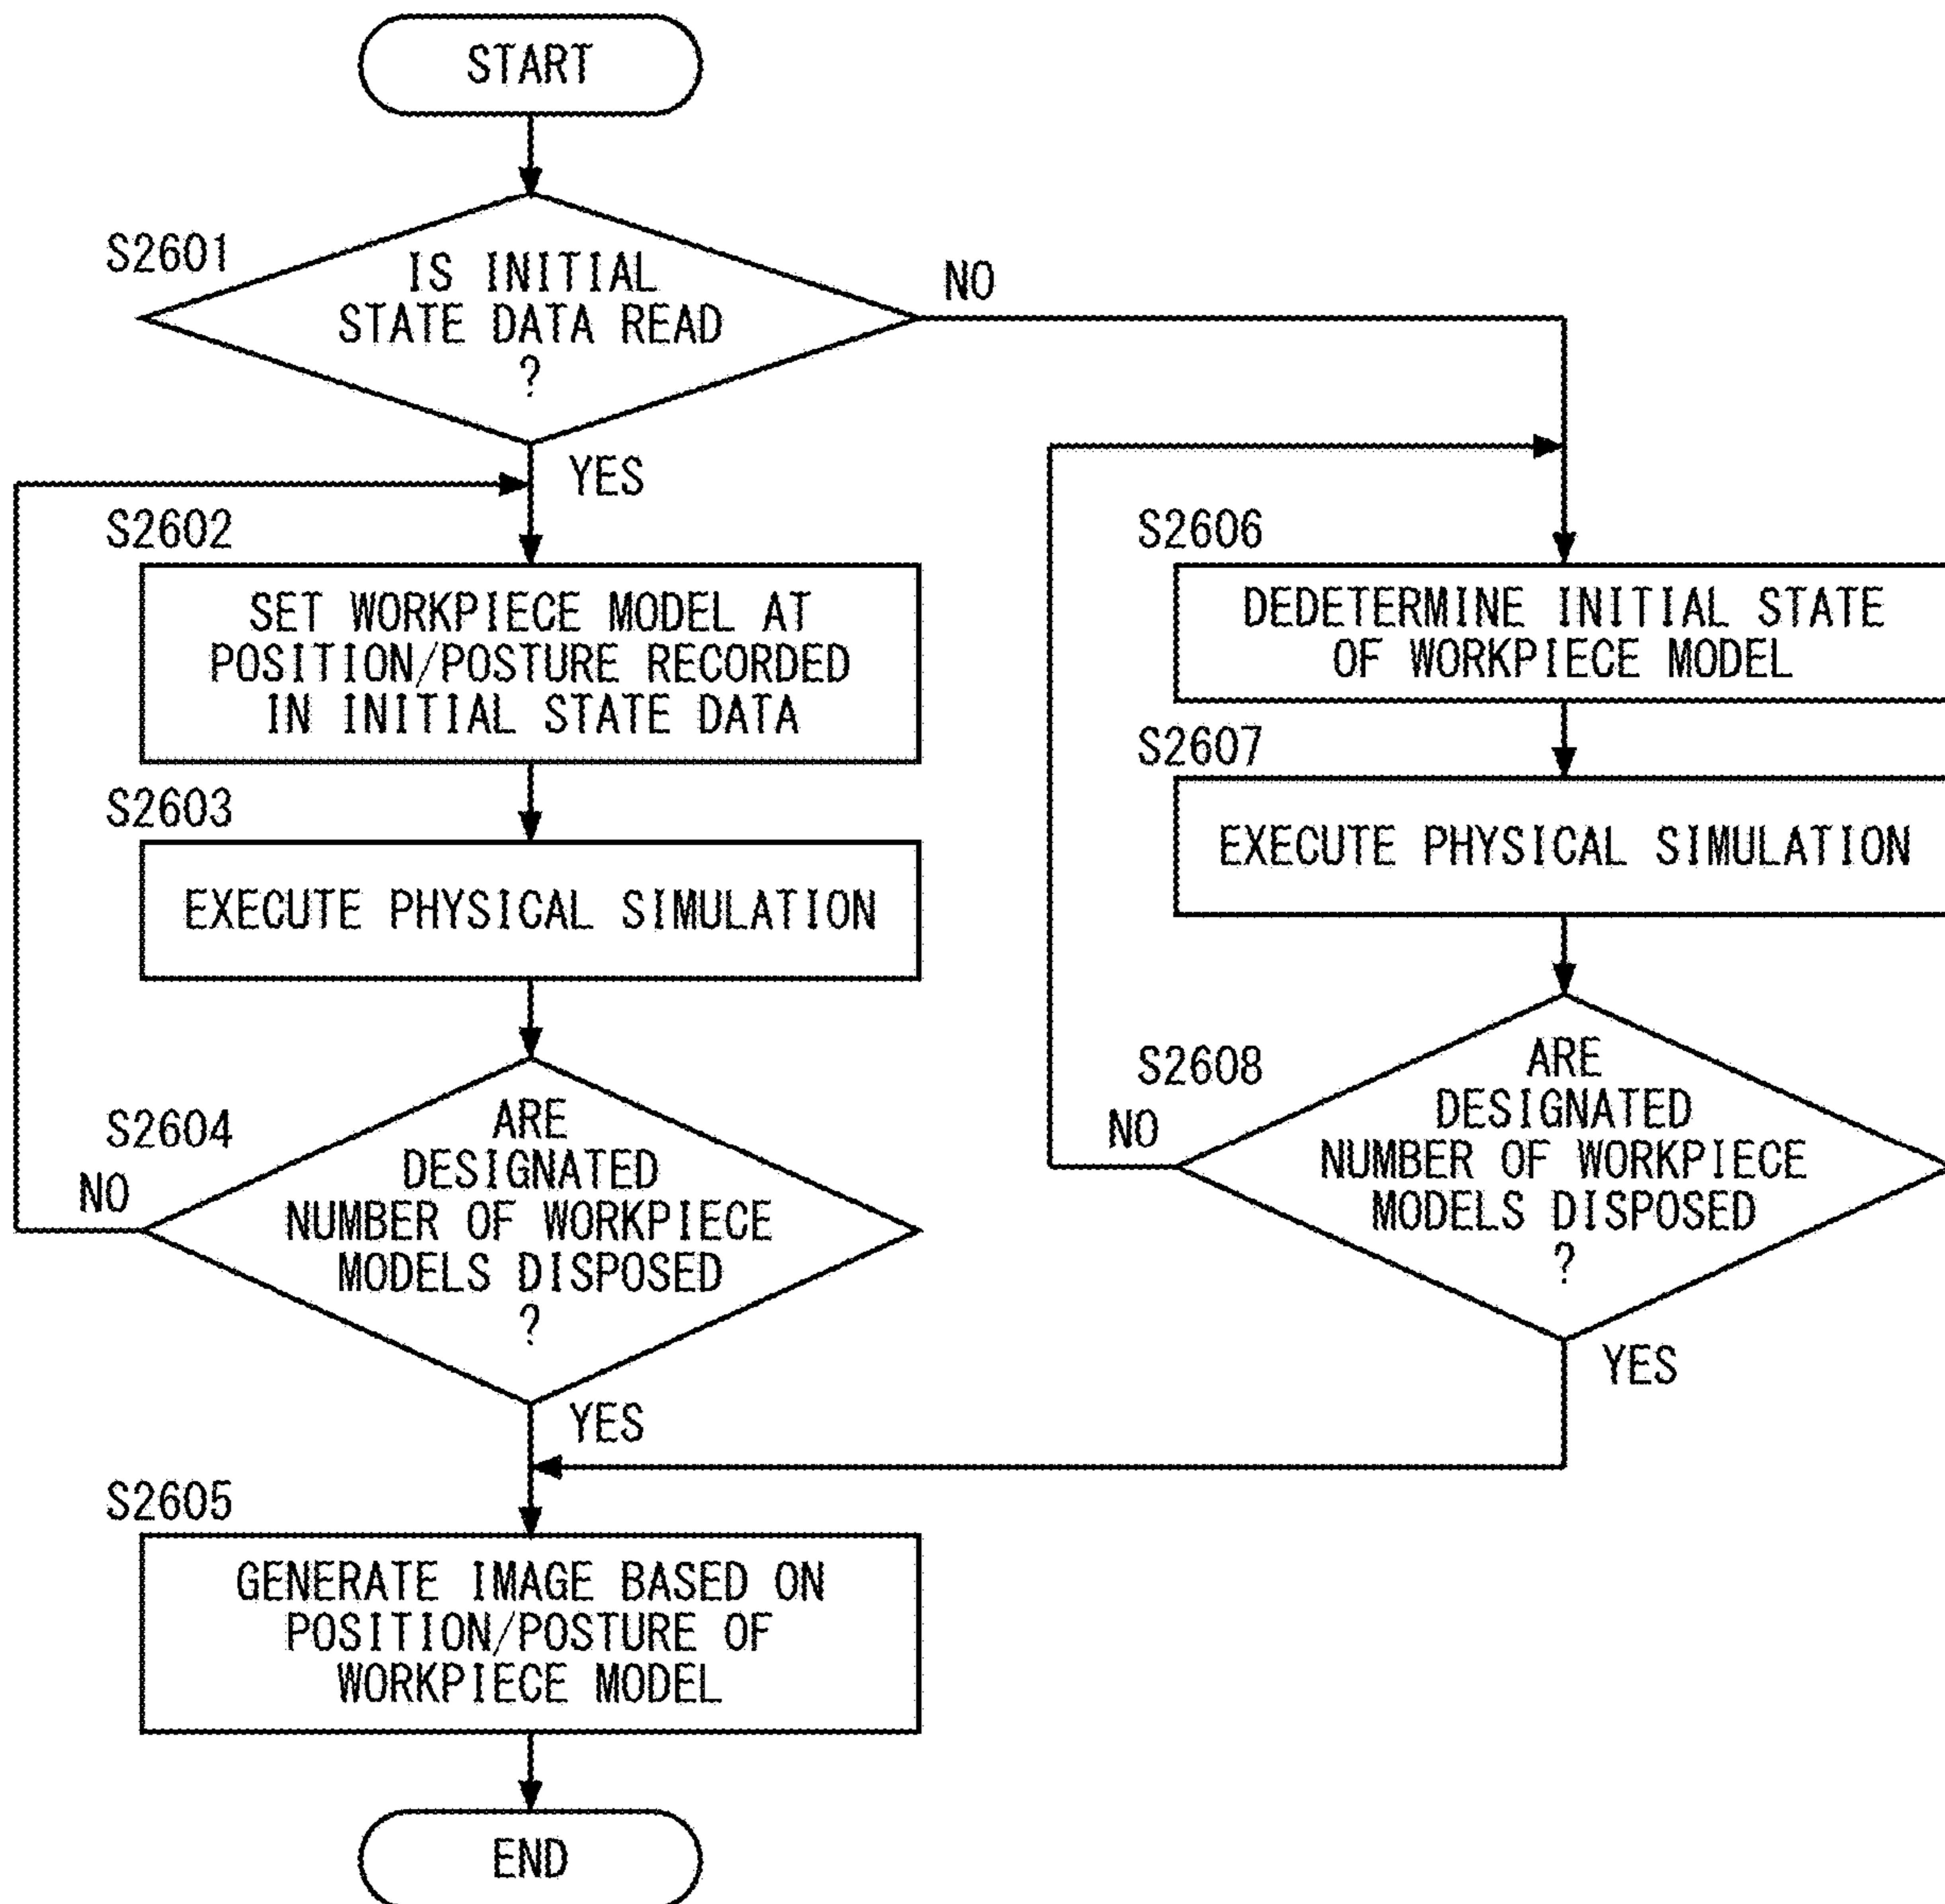 START
S2601
IS INITIAL
STATE DATA READ
?
NO
YES
S2602
SET WORKPIECE MODEL AT
POSITION/POSTURE RECORDED
IN INITIAL STATE DATA
S2603
EXECUTE PHYSICAL SIMULATION
S2604
ARE
DESIGNATED
NUMBER OF WORKPIECE
MODELS DISPOSED
?
NO
YES
S2605
GENERATE IMAGE BASED ON
POSITION/POSTURE OF
WORKPIECE MODEL
END
S2606
DEDETERMINE INITIAL STATE
OF WORKPIECE MODEL
S2607
EXECUTE PHYSICAL SIMULATION
S2608
ARE
DESIGNATED
NUMBER OF WORKPIECE
MODELS DISPOSED
?
NO
YES